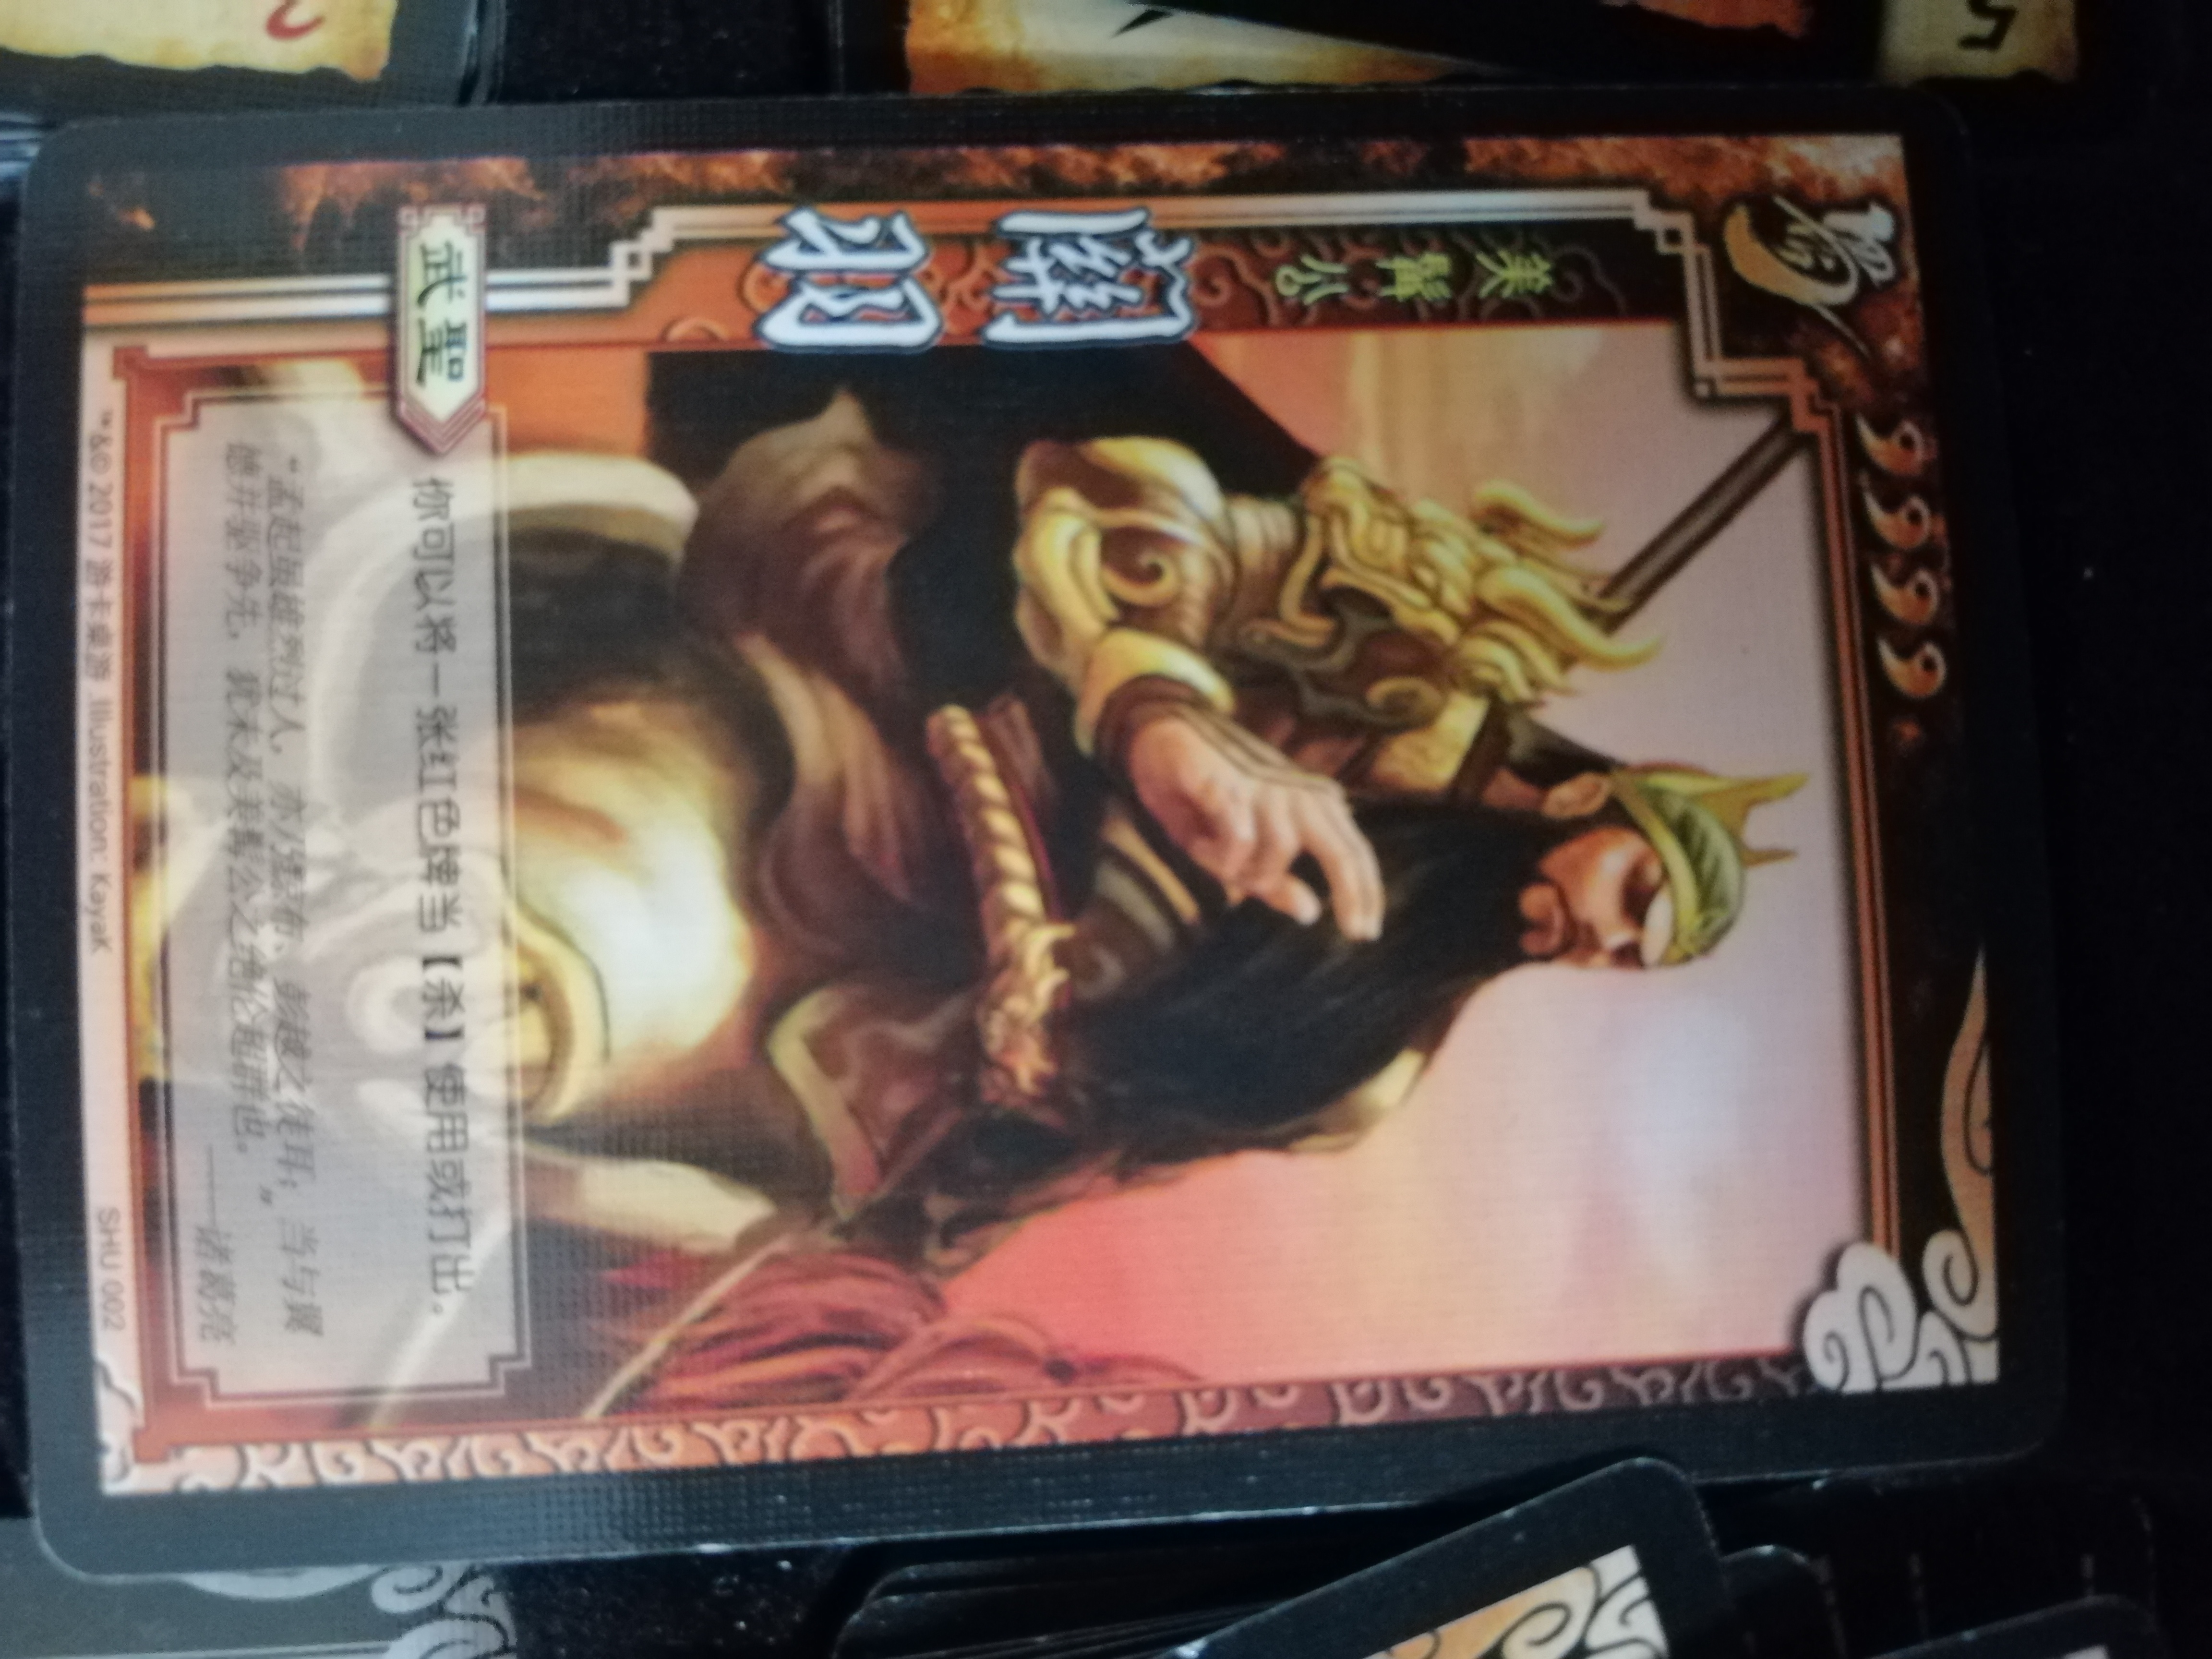 5
蜀
美髯公
關羽
武聖
你可以将一张红色牌当【杀】使用或打出。
“孟起虽雄烈过人，亦乃黥布、彭越之徒耳；当与翼
德并驱争先，犹未及美髯公之绝伦超群也。”
——诸葛亮
™&© 2017 游卡桌游 .Illustration: KayaK
SHU 002